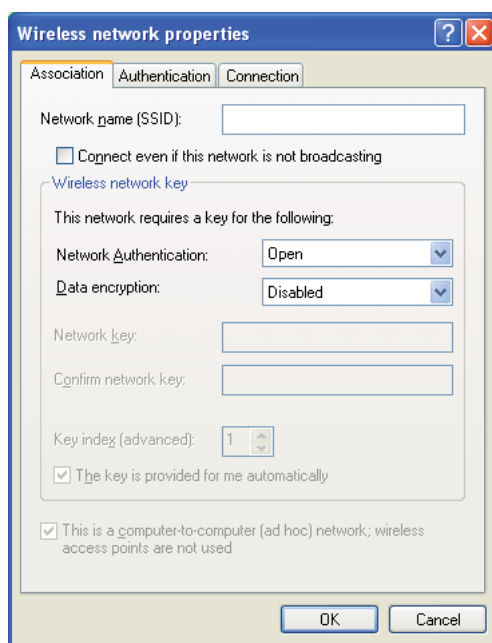 Wireless network properties
Association Authentication Connection
Network name (SSID):
Connect even if this network is not broadcasting
Wireless network key
This network requires a key for the following:
Network Authentication: Open
Data encryption: Disabled
Network key:
Confirm network key:
Key index (advanced): 1
The key is provided for me automatically
This is a computer-to-computer (ad hoc) network; wireless
access points are not used
OK Cancel